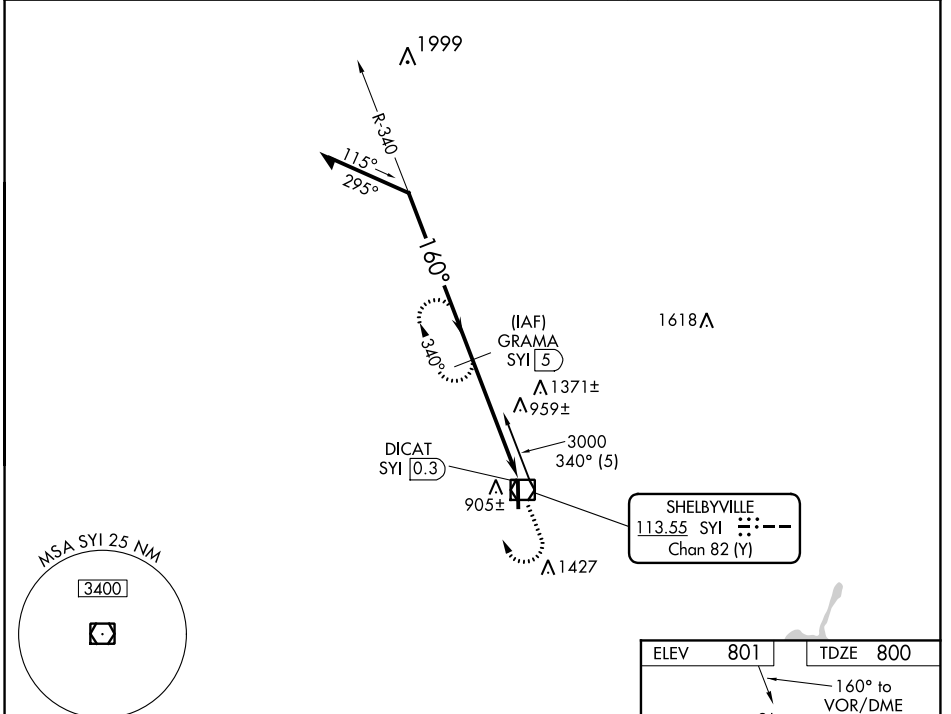 1999
R-340
115°
295°
160°
1618
(IAF)
GRAMA
SYI 5
340°
1371±
959±
3000
340° (5)
DICAT
SYI 0.3
905±
SHELBYVILLE
113.55 SYI
Chan 82 (Y)
1427
MSA SYI 25 NM
3400
ELEV 801 TDZE 800
160° to
VOR/DME